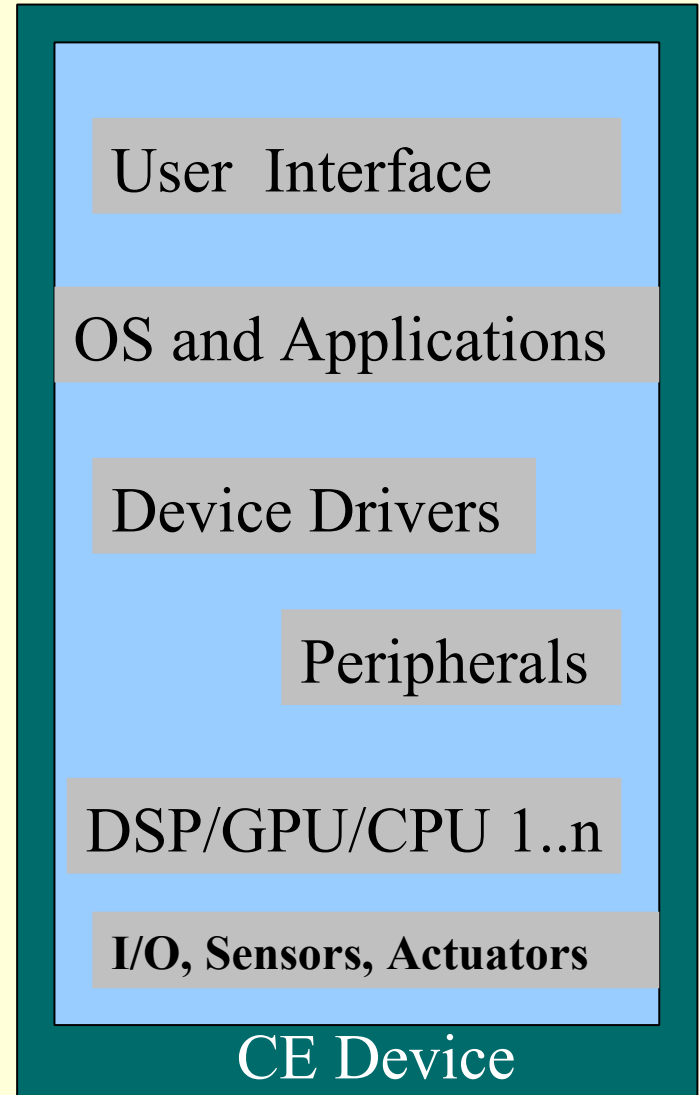 User Interface
OS and Applications
Device Drivers
Peripherals
DSP/GPU/CPU 1..n
I/O, Sensors, Actuators
CE Device